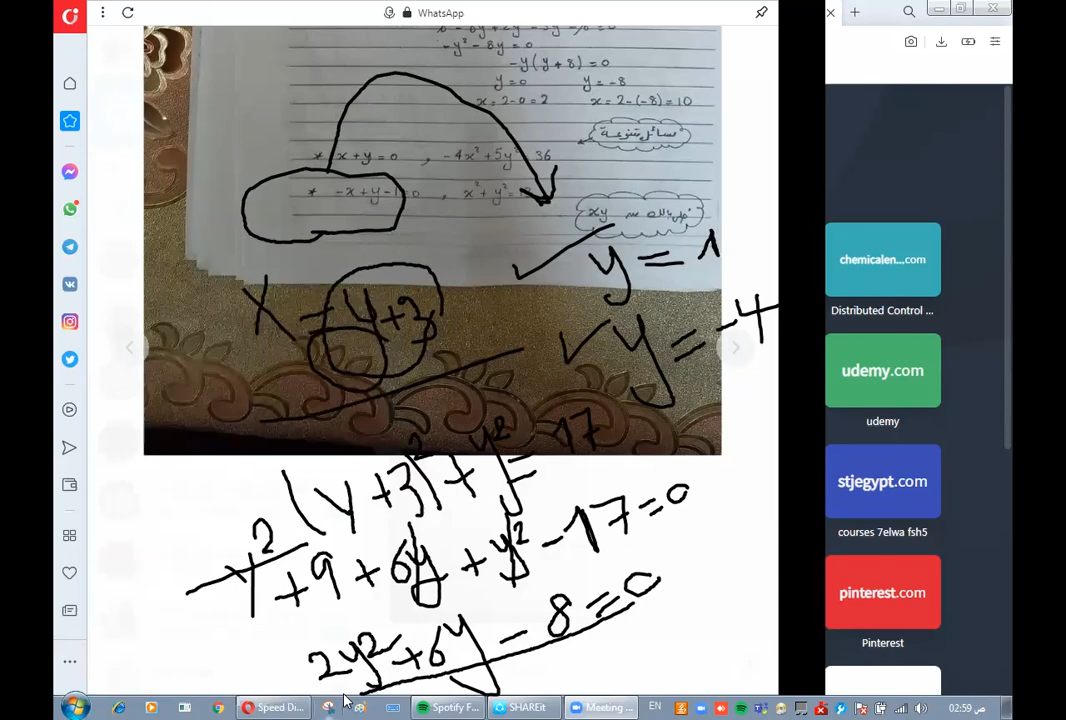 WhatsApp
-y² - 8y = 0
-y(y+8) = 0
y = 0   y = -8
x = 2-0 = 2   x = 2-(-8) = 10
مسائل متنوعة
* x+y=0 , -4x²+5y² 36
* -x+y-1=0 , x²+y²=
xy
y = 1
x = y+3
y = -4
(y+3)²+y² = 17
y² + 9 + 6y + y² - 17 = 0
2y² + 6y - 8 = 0
chemicalen...com
Distributed Control ...
udemy.com
udemy
stjegypt.com
courses 7elwa fsh5
pinterest.com
Pinterest
Speed Di...
Spotify F...
SHAREit
Meeting ...
EN
02:59 ص